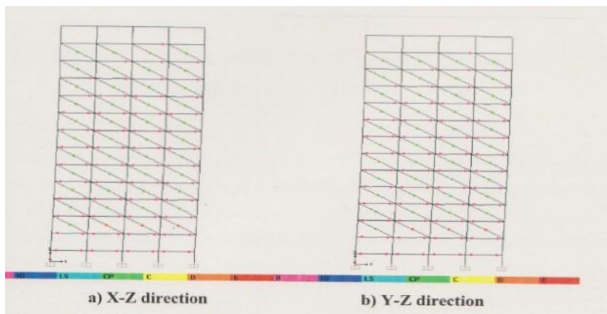 IO LS CP C D E B IO LS CP C D E
a) X-Z direction
b) Y-Z direction